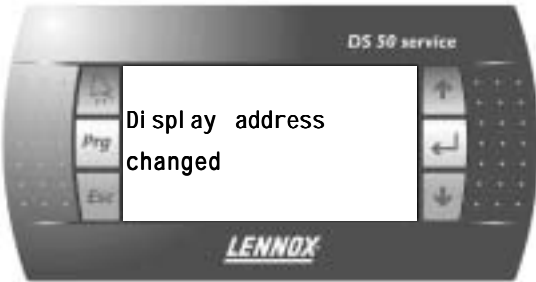 DS 50 service
Display address
Prg
changed
Esc
LENNOX